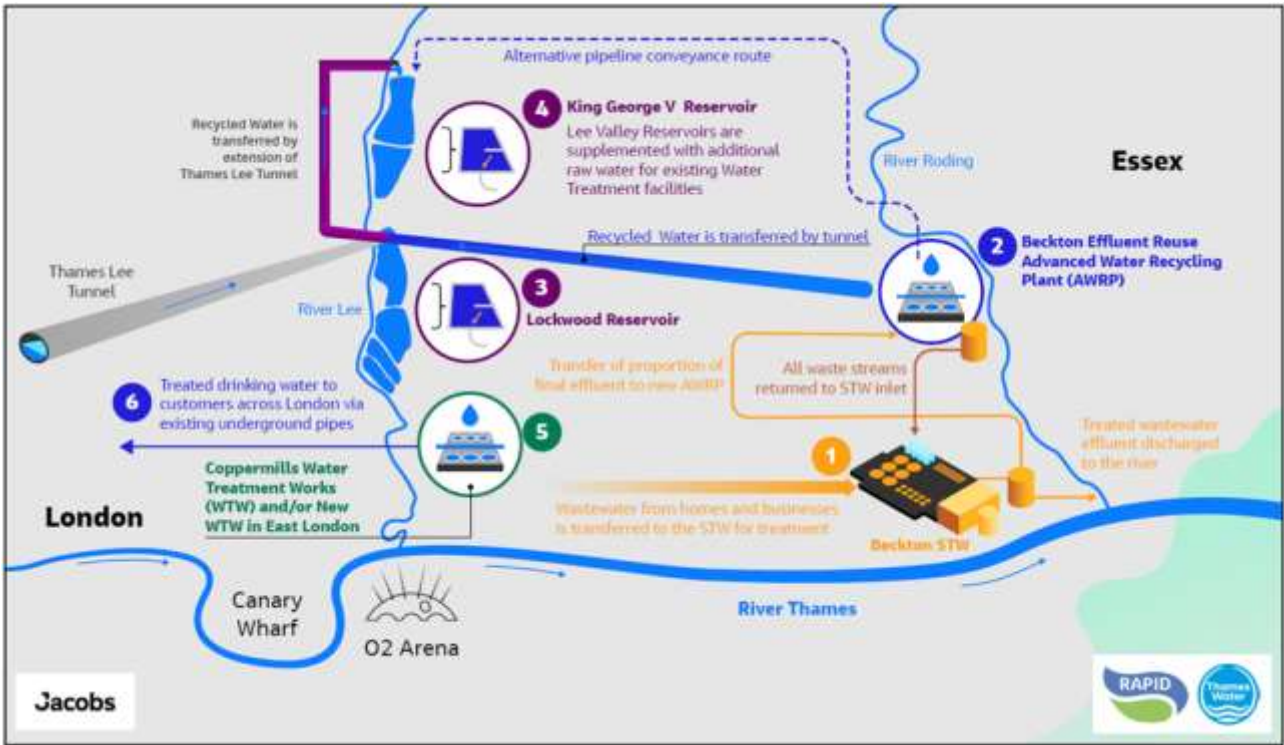 Alternative pipeline conveyance route
4
King George V Reservoir
Lee Valley Reservoirs are
supplemented with additional
raw water for existing Water
Treatment facilities
Recycled Water is
transferred by
extension of
Thames Lee Tunnel
River Roding
Essex
Recycled Water is transferred by tunnel
2
Beckton Effluent Reuse
Advanced Water Recycling
Plant (AWRP)
Thames Lee
Tunnel
River Lee
3
Lockwood Reservoir
Transfer of proportion of
final effluent to new AWRP
All waste streams
returned to STW inlet
6
Treated drinking water to
customers across London via
existing underground pipes
5
Coppermills Water
Treatment Works
(WTW) and/or New
WTW in East London
1
Wastewater from homes and businesses
is transferred to the STW for treatment
Beckton STW
Treated wastewater
effluent discharged
to the river
London
Canary
Wharf
O2 Arena
River Thames
Jacobs
RAPID
Thames
Water